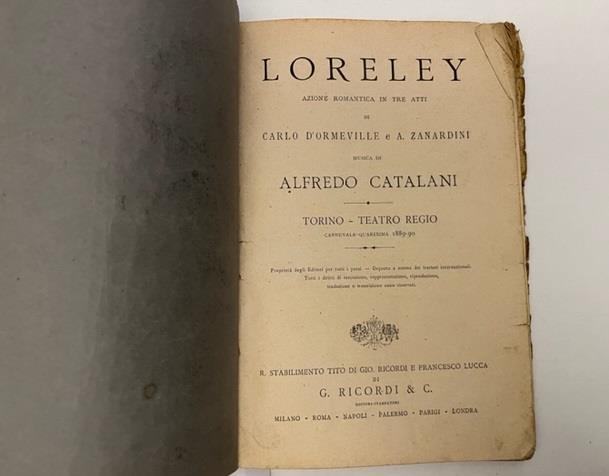 LORELEY
AZIONE ROMANTICA IN TRE ATTI
DI
CARLO D'ORMEVILLE e A. ZANARDINI
MUSICA DI
ALFREDO CATALANI
TORINO - TEATRO REGIO
CARNEVALE-QUARESIMA 1889-90
Proprietà degli Editori per tutti i paesi — Deposto a norma dei trattati internazionali.
Tutti i diritti di esecuzione, rappresentazione, riproduzione,
traduzione e trascrizione sono riservati.
R. STABILIMENTO TITO DI GIO. RICORDI E FRANCESCO LUCCA
DI
G. RICORDI & C.
EDITORI-STAMPATORI
MILANO - ROMA - NAPOLI - PALERMO - PARIGI - LONDRA